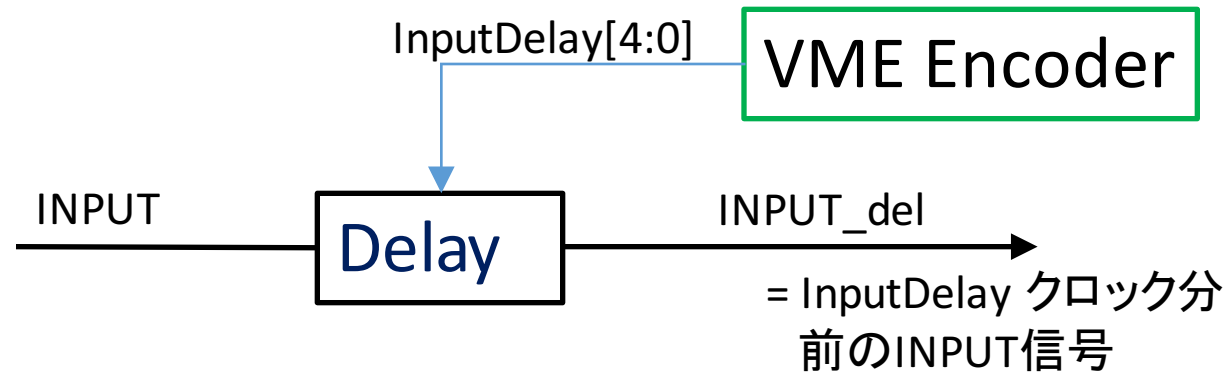 InputDelay[4:0]
VME Encoder
INPUT
Delay
INPUT_del
= InputDelay クロック分
前のINPUT信号